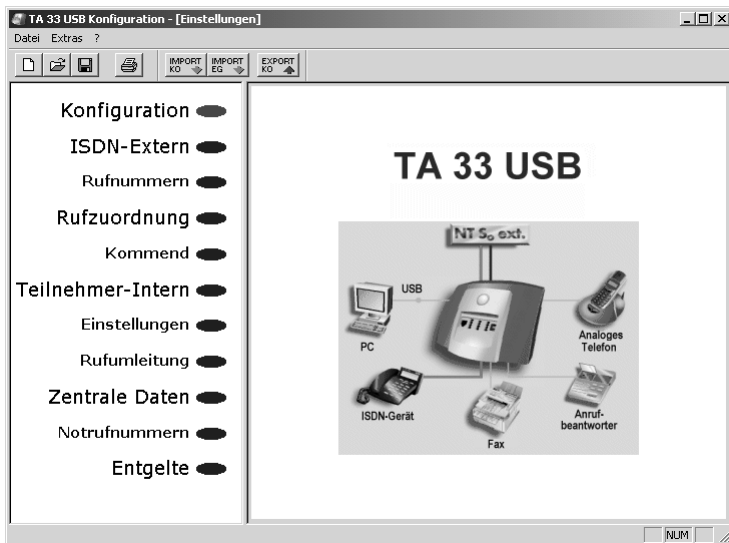 TA 33 USB Konfiguration - [Einstellungen]
Datei Extras ?
IMPORT KO
IMPORT EG
EXPORT KO
Konfiguration
ISDN-Extern
Rufnummern
Rufzuordnung
Kommend
Teilnehmer-Intern
Einstellungen
Rufumleitung
Zentrale Daten
Notrufnummern
Entgelte
TA 33 USB
NT S₀ ext.
USB
PC
Analoges
Telefon
ISDN-Gerät
Fax
Anruf-
beantworter
NUM